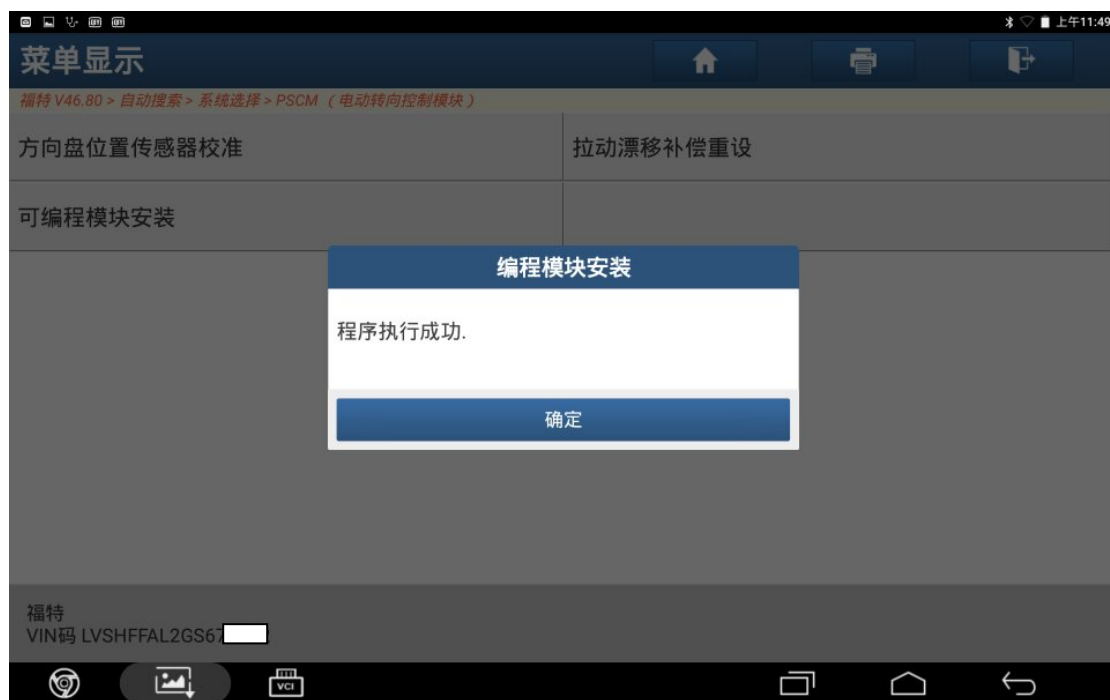 上午11:49
菜单显示
福特 V46.80 > 自动搜索 > 系统选择 > PSCM （电动转向控制模块）
方向盘位置传感器校准
拉动漂移补偿重设
可编程模块安装
编程模块安装
程序执行成功.
确定
福特
VIN码 LVSHFFAL2GS67
VCI